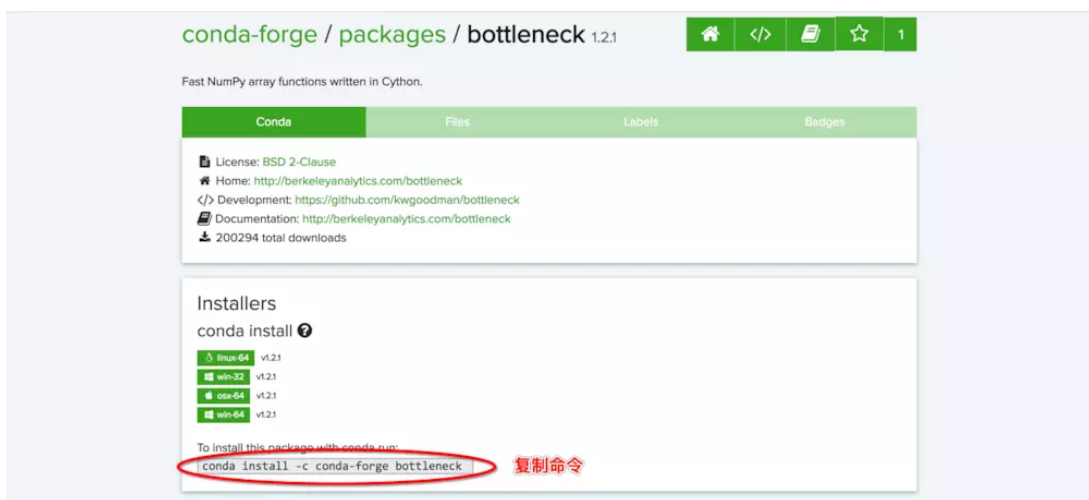 conda-forge / packages / bottleneck 1.2.1
1
Fast NumPy array functions written in Cython.
Conda Files Labels Badges
License: BSD 2-Clause
Home: http://berkeleyanalytics.com/bottleneck
</> Development: https://github.com/kwgoodman/bottleneck
Documentation: http://berkeleyanalytics.com/bottleneck
200294 total downloads
Installers
conda install ?
linux-64 v1.2.1
win-32 v1.2.1
osx-64 v1.2.1
win-64 v1.2.1
To install this package with conda run:
conda install -c conda-forge bottleneck 复制命令